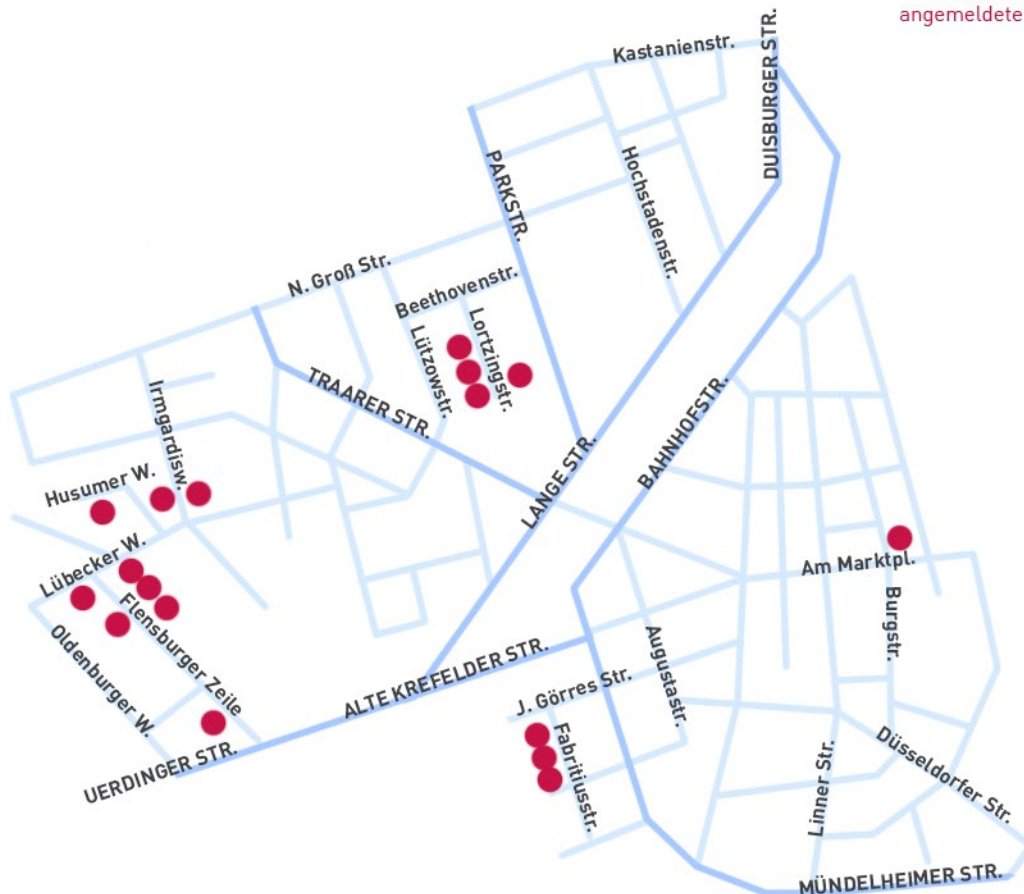 angemeldete
Kastanienstr.
DUISBURGER STR.
PARKSTR.
Hochstadenstr.
N. Groß Str.
Beethovenstr.
Lortzingstr.
Lützowstr.
TRAARER STR.
Irmgardisw.
Husumer W.
LANGE STR.
BAHNHOFSTR.
Lübecker W.
Am Marktpl.
Burgstr.
Flensburger Zeile
Oldenburger W.
Augustastr.
ALTE KREFELDER STR.
J. Görres Str.
Fabritiusstr.
UERDINGER STR.
Linner Str.
Düsseldorfer Str.
MÜNDELHEIMER STR.